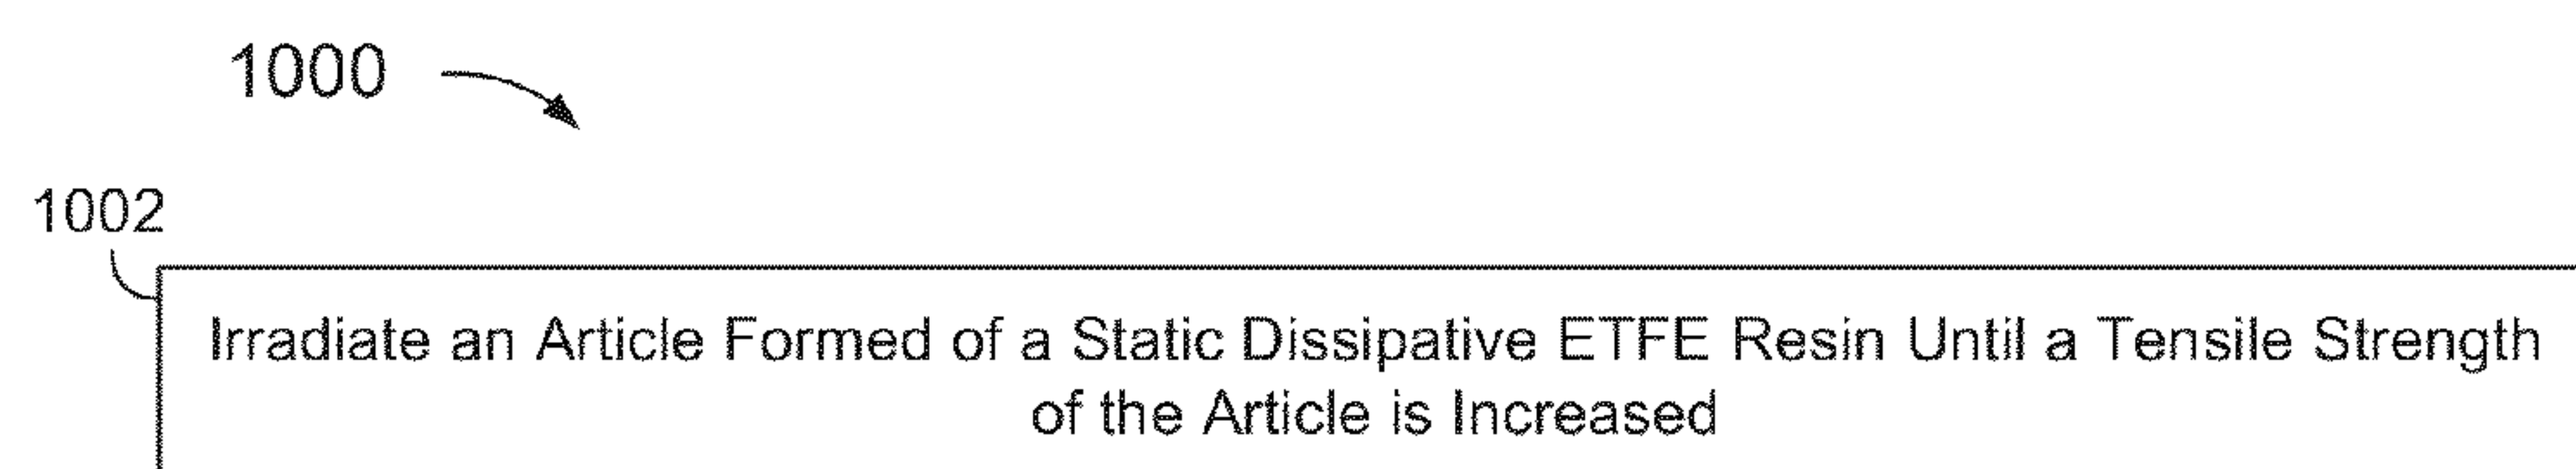 1000
1002
Irradiate an Article Formed of a Static Dissipative ETFE Resin Until a Tensile Strength
of the Article is Increased